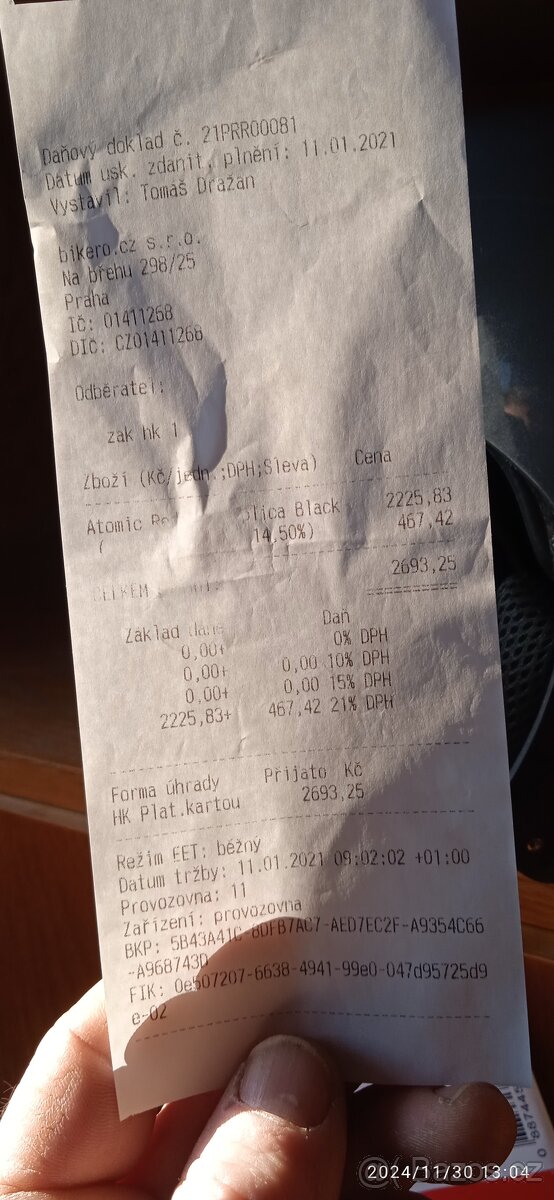 Daňový doklad č. 21PRR00081
Datum usk. zdanit. plnění: 11.01.2021
Vystavil: Tomáš Dražan
bikero.cz s.r.o.
Na břehu 298/25
Praha
IČ: 01411268
DIČ: CZ01411268
Odběratel:
zak hk 1
Zboží (Kč/jedn.;DPH;Sleva) Cena
Atomic Black 2225,83
( 14,50%) 467,42
CELKEM 2693,25
Základ daně Daň
0,00+ 0% DPH
0,00+ 0,00 10% DPH
0,00+ 0,00 15% DPH
2225,83+ 467,42 21% DPH
Forma úhrady Přijato Kč
HK Plat.kartou 2693,25
Režim EET: běžný
Datum tržby: 11.01.2021 09:02:02 +01:00
Provozovna: 11
Zařízení: provozovna
BKP: 5B43A41C-8DFB7AC7-AED7EC2F-A9354C66
-A968743D
FIK: 0e507207-6638-4941-99e0-047d95725d9
e-02
2024/11/30 13:04